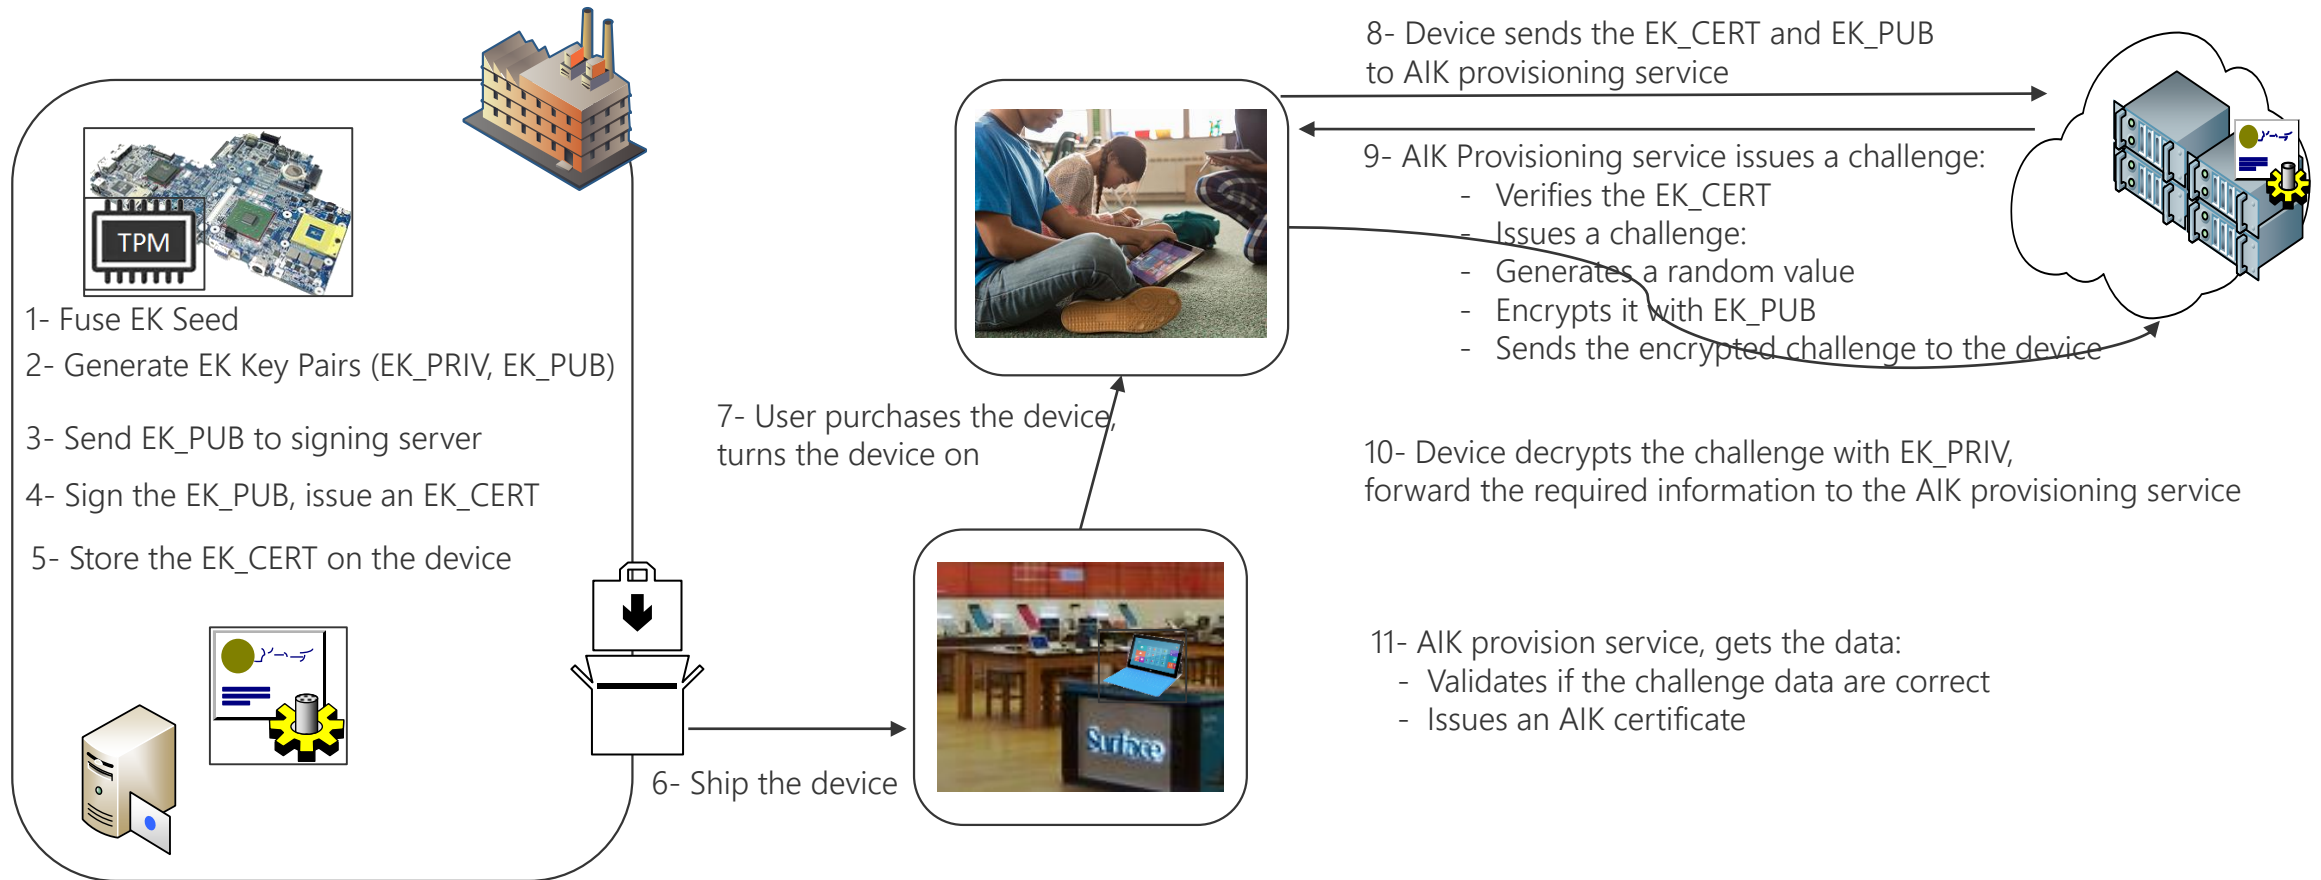 TPM
1- Fuse EK Seed
2- Generate EK Key Pairs (EK_PRIV, EK_PUB)
3- Send EK_PUB to signing server
4- Sign the EK_PUB, issue an EK_CERT
5- Store the EK_CERT on the device
6- Ship the device
Surface
7- User purchases the device,
turns the device on
8- Device sends the EK_CERT and EK_PUB
to AIK provisioning service
9- AIK Provisioning service issues a challenge:
- Verifies the EK_CERT
- Issues a challenge:
- Generates a random value
- Encrypts it with EK_PUB
- Sends the encrypted challenge to the device
10- Device decrypts the challenge with EK_PRIV,
forward the required information to the AIK provisioning service
11- AIK provision service, gets the data:
- Validates if the challenge data are correct
- Issues an AIK certificate